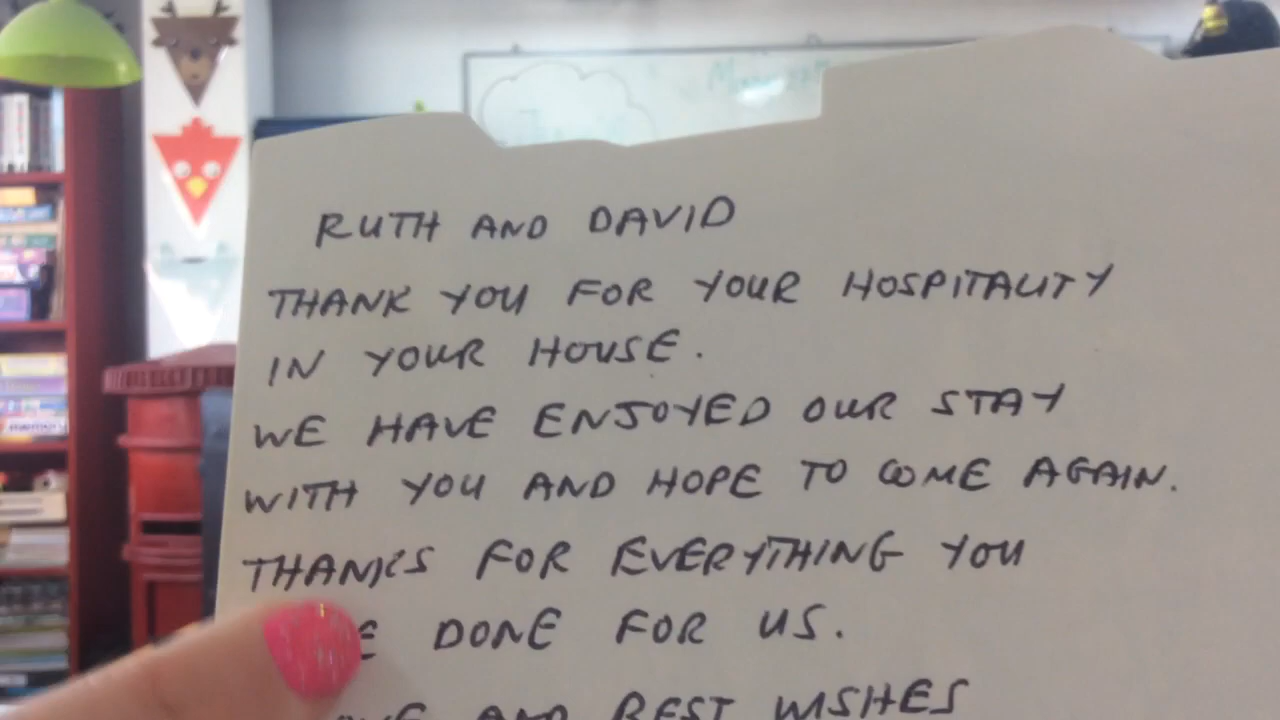 RUTH AND DAVID
THANK YOU FOR YOUR HOSPITALITY
IN YOUR HOUSE.
WE HAVE ENJOYED OUR STAY
WITH YOU AND HOPE TO COME AGAIN.
THANKS FOR EVERYTHING YOU
DONE FOR US.
AND BEST WISHES